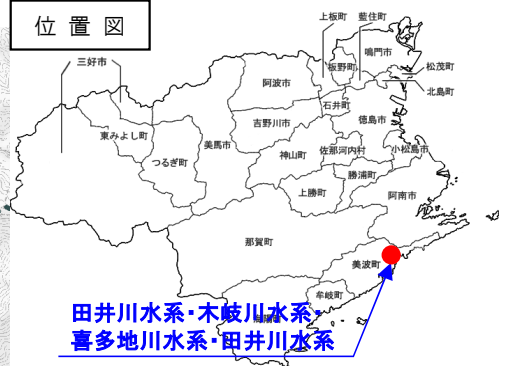 位置図
上板町 藍住町
鳴門市
三好市
板野町
松茂町
阿波市
北島町
石井町
吉野川市
徳島市
東みよし町
美馬市
佐那河内村
小松島市
つるぎ町
神山町
勝浦町
上勝町
阿南市
那賀町
美波町
牟岐町
田井川水系・木岐川水系・
喜多地川水系・田井川水系